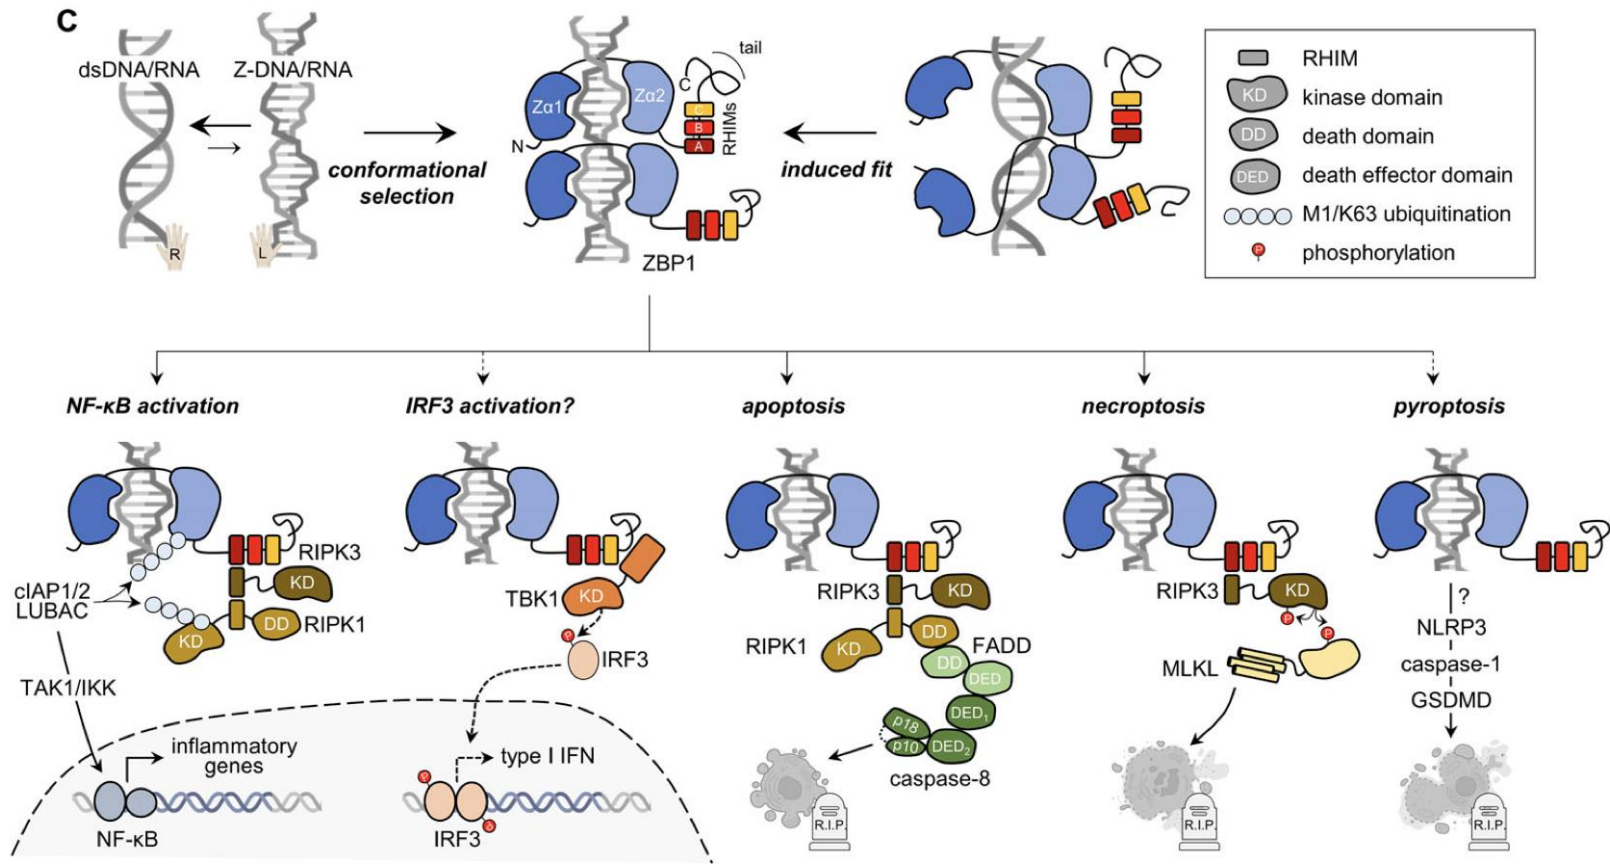 C
dsDNA/RNA
Z-DNA/RNA
R
L
conformational
selection
Zα1
Zα2
N
C
tail
C
B
A
RHIMs
ZBP1
induced fit
RHIM
KD
kinase domain
DD
death domain
DED
death effector domain
M1/K63 ubiquitination
P
phosphorylation
NF-κB activation
IRF3 activation?
apoptosis
necroptosis
pyroptosis
RIPK3
KD
cIAP1/2
LUBAC
DD
RIPK1
KD
TAK1/IKK
inflammatory
genes
NF-κB
TBK1
KD
P
IRF3
type I IFN
P
IRF3
P
RIPK3
KD
RIPK1
KD
DD
FADD
DD
DED
DED₁
p18
p10
DED₂
caspase-8
R.I.P.
RIPK3
KD
P
P
MLKL
R.I.P.
?
NLRP3
caspase-1
GSDMD
R.I.P.